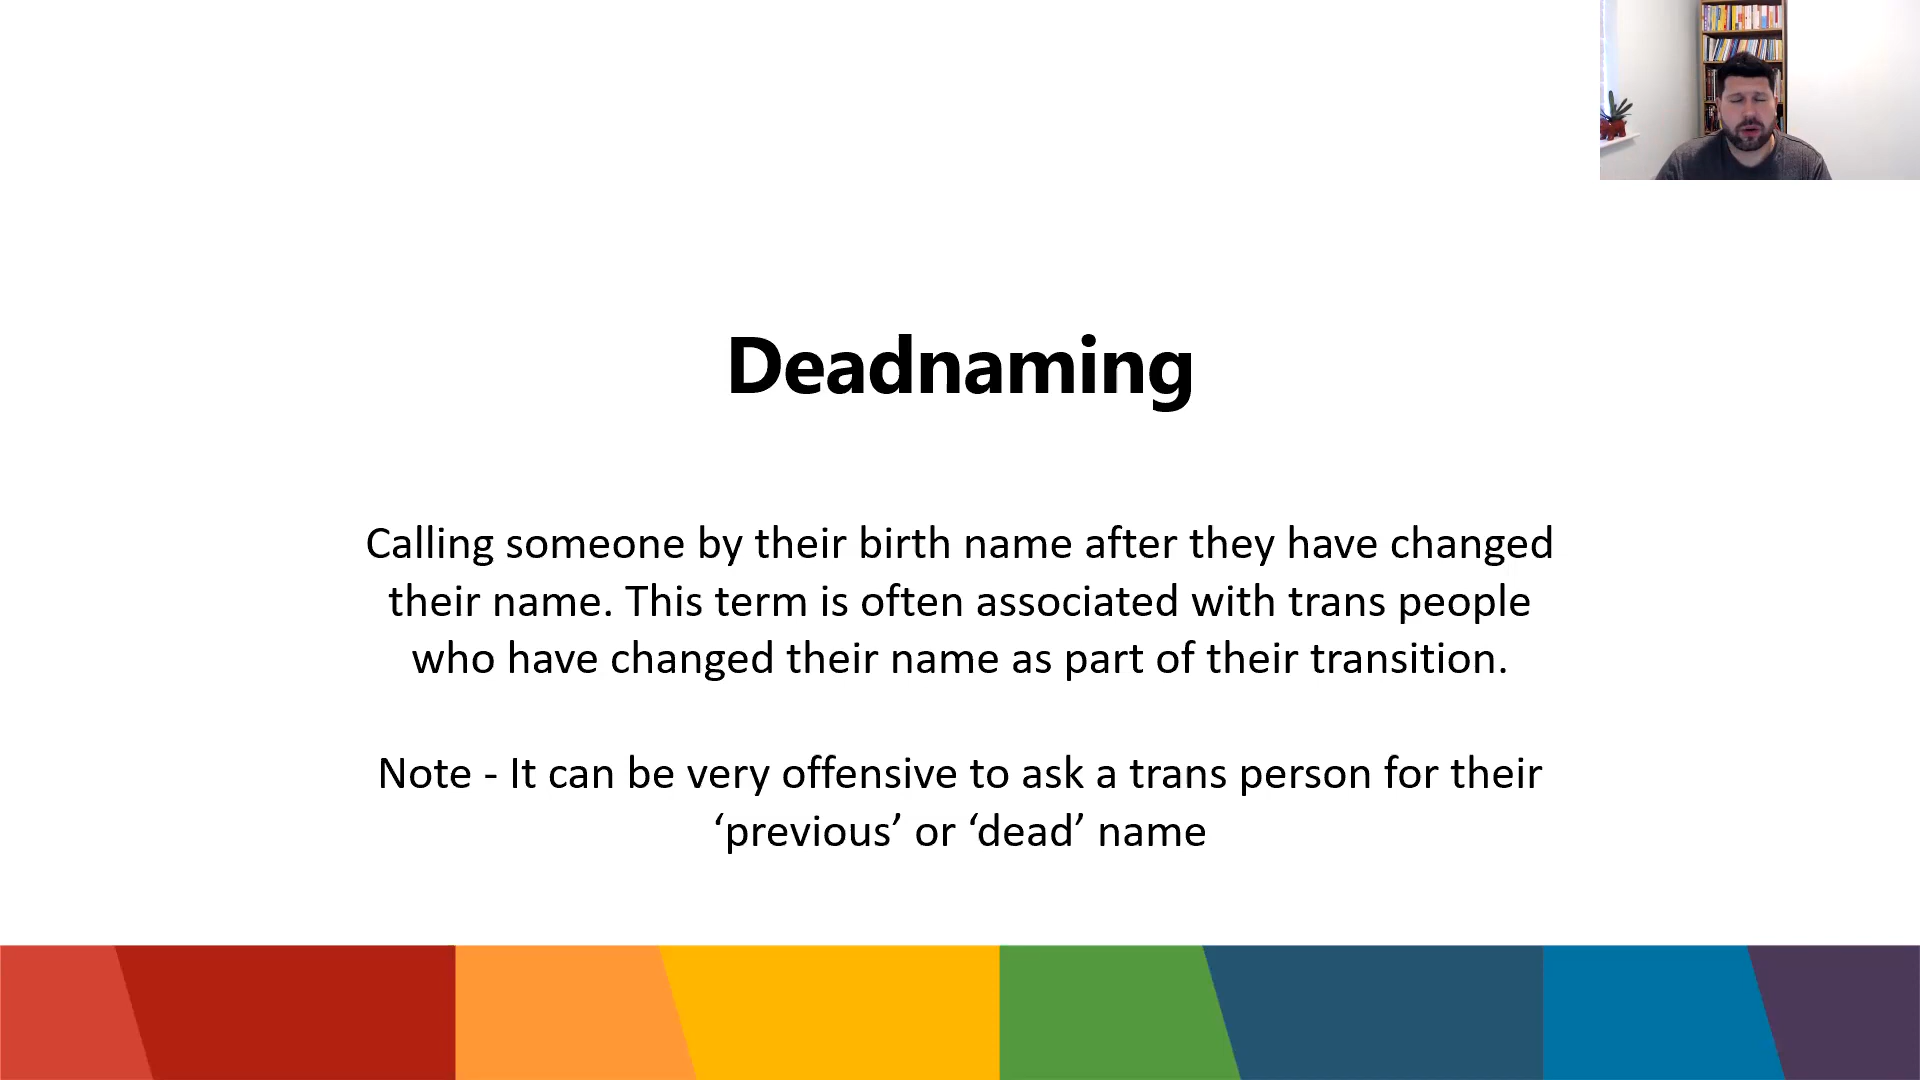 Deadnaming
Calling someone by their birth name after they have changed
their name. This term is often associated with trans people
who have changed their name as part of their transition.
Note - It can be very offensive to ask a trans person for their
‘previous’ or ‘dead’ name